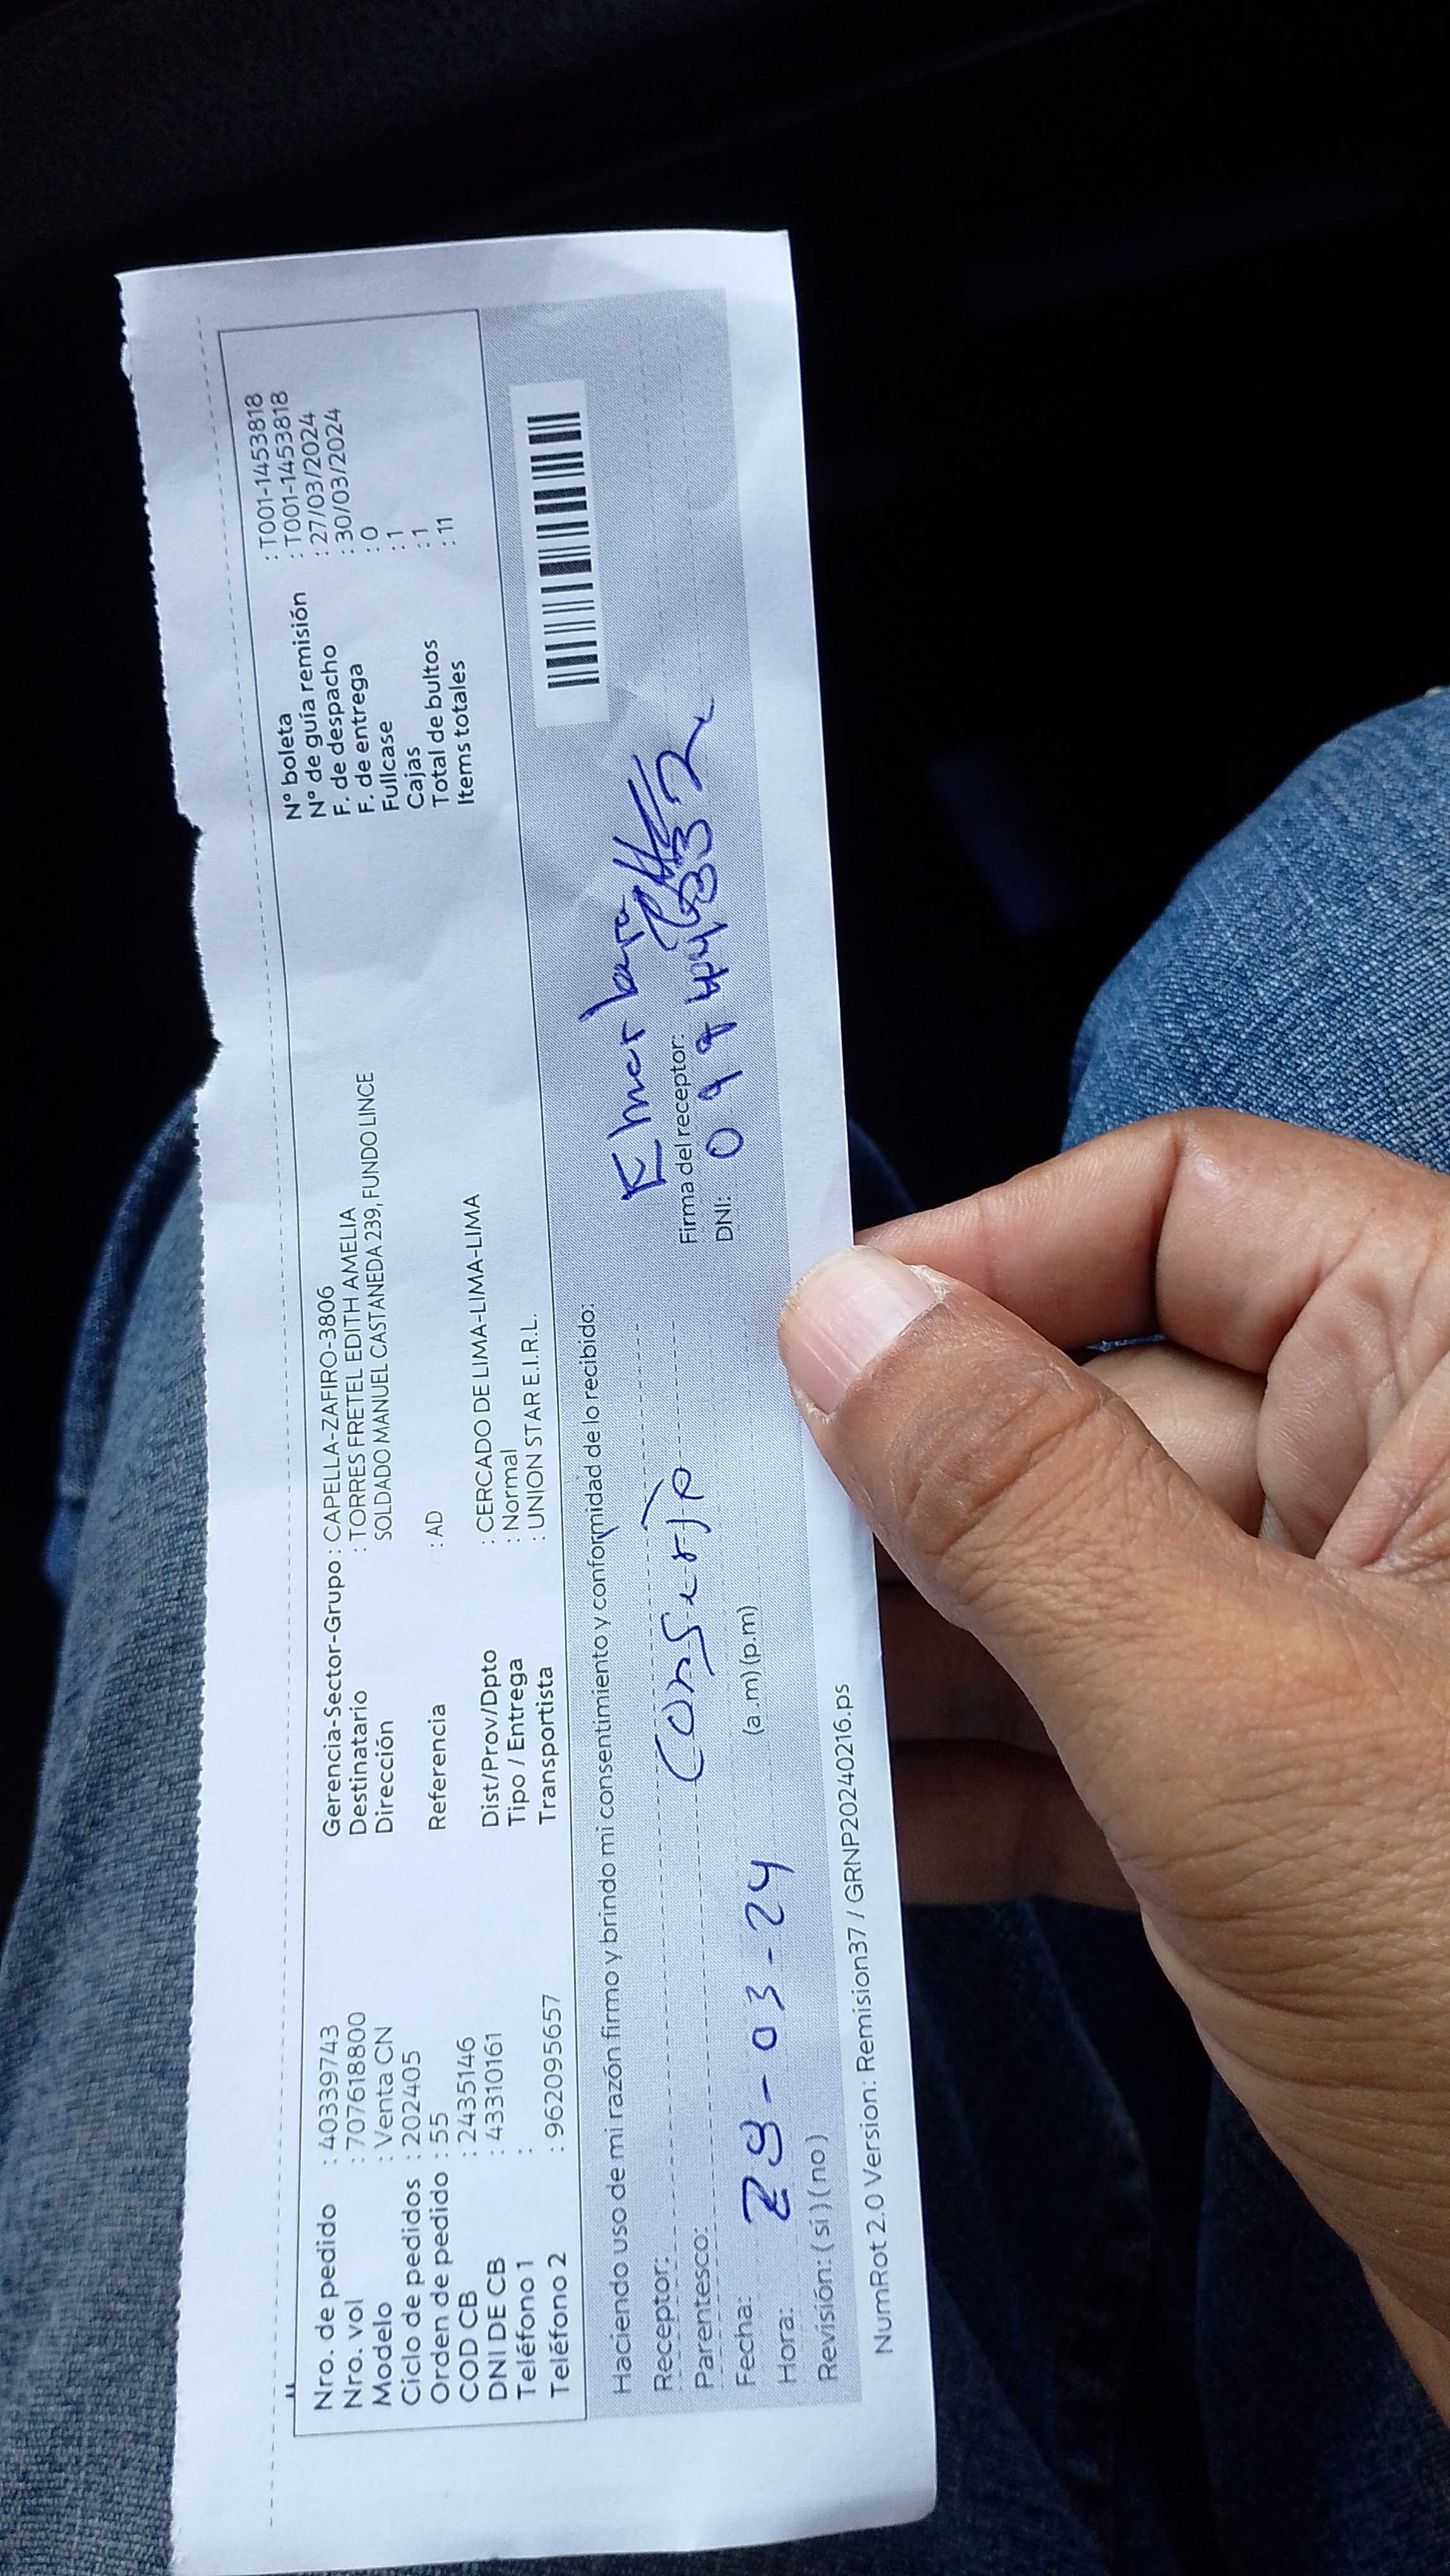 Nro. de pedido : 40339743
Nro. vol : 707618800
Modelo : Venta CN
Ciclo de pedidos : 202405
Orden de pedido : 55
COD CB : 2435146
DNI DE CB : 43310161
Teléfono 1 :
Teléfono 2 : 962095657
Gerencia-Sector-Grupo : CAPELLA-ZAFIRO-3806
Destinatario : TORRES FRETEL EDITH AMELIA
Dirección SOLDADO MANUEL CASTANEDA 239, FUNDO LINCE
Referencia : AD
Dist/Prov/Dpto : CERCADO DE LIMA-LIMA-LIMA
Tipo / Entrega : Normal
Transportista : UNION STAR E.I.R.L.
N° boleta : T001-1453818
N° de guía remisión : T001-1453818
F. de despacho : 27/03/2024
F. de entrega : 30/03/2024
Fullcase : 0
Cajas : 1
Total de bultos : 1
Items totales : 11
Haciendo uso de mi razón firmo y brindo mi consentimiento y conformidad de lo recibido:
Receptor:
Parentesco:
Fecha: 29-03-24
Hora: (a.m) (p.m)
Revisión: ( si ) ( no )
Firma del receptor:
DNI:
NumRot 2.0 Version: Remision37 / GRNP20240216.ps